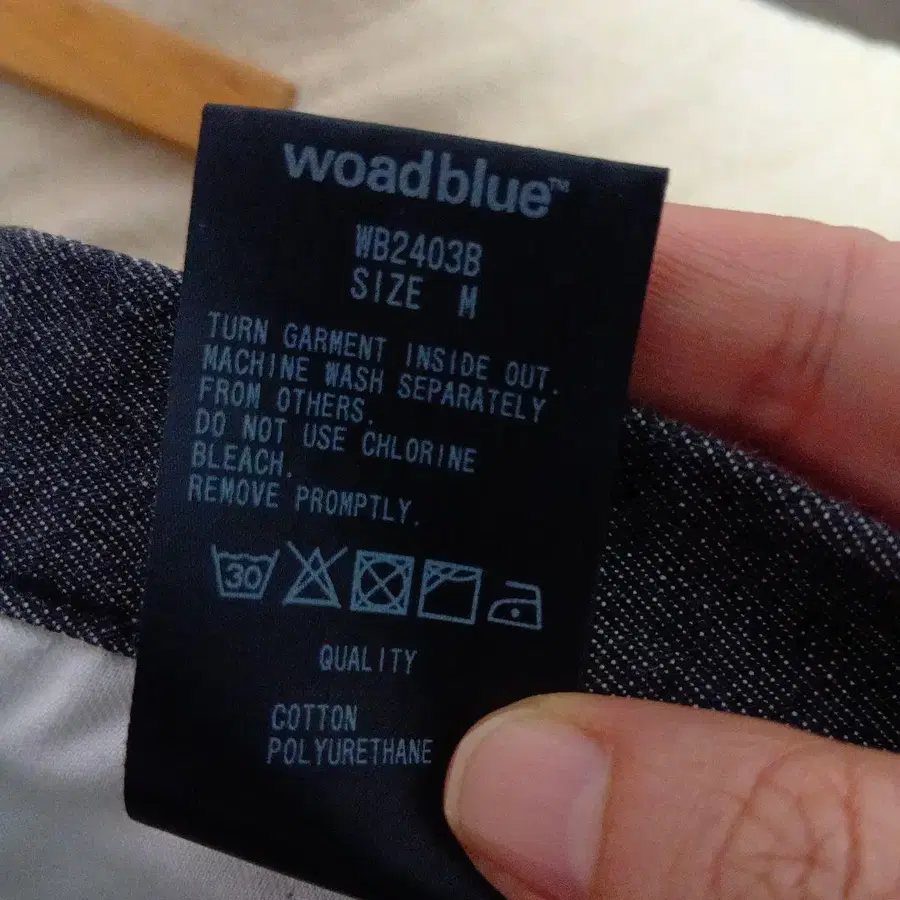 woadblue™
WB2403B
SIZE M
TURN GARMENT INSIDE OUT.
MACHINE WASH SEPARATELY
FROM OTHERS.
DO NOT USE CHLORINE
BLEACH.
REMOVE PROMPTLY.
30
QUALITY
COTTON
POLYURETHANE